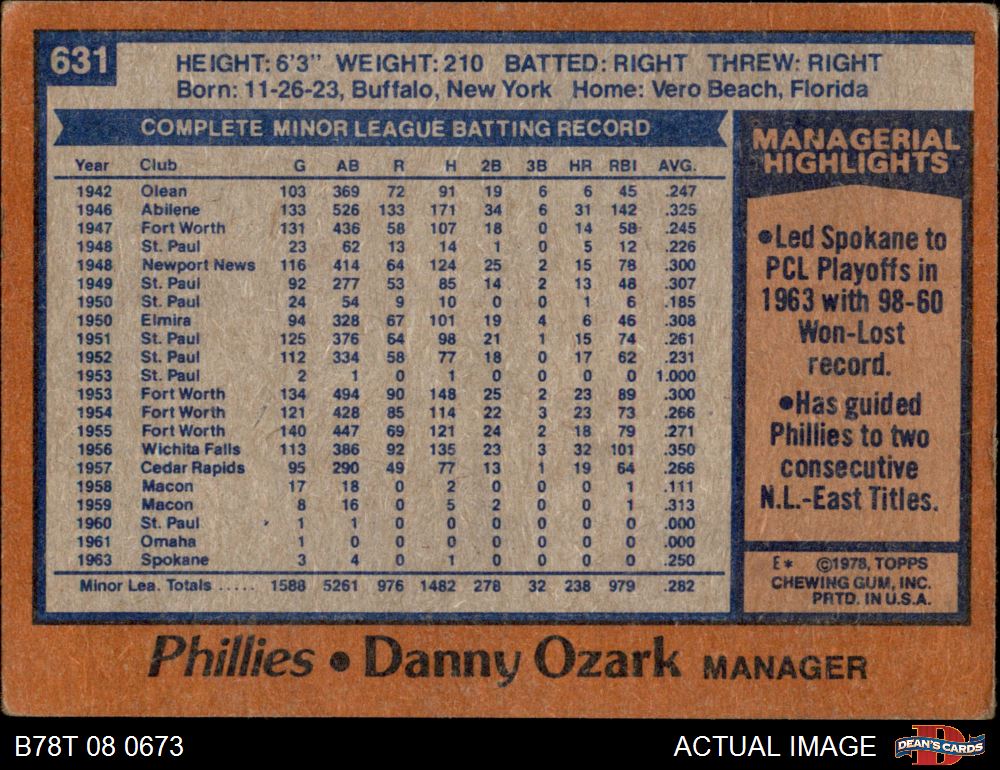 631
HEIGHT: 6'3" WEIGHT: 210 BATTED: RIGHT THREW: RIGHT
Born: 11-26-23, Buffalo, New York Home: Vero Beach, Florida
COMPLETE MINOR LEAGUE BATTING RECORD
Year Club G AB R H 2B 3B HR RBI AVG.
1942 Olean 103 369 72 91 19 6 6 45 .247
1946 Abilene 133 526 133 171 34 6 31 142 .325
1947 Fort Worth 131 436 58 107 18 0 14 58 .245
1948 St. Paul 23 62 13 14 1 0 5 12 .226
1948 Newport News 116 414 64 124 25 2 15 78 .300
1949 St. Paul 92 277 53 85 14 2 13 48 .307
1950 St. Paul 24 54 9 10 0 0 1 6 .185
1950 Elmira 94 328 67 101 19 4 6 46 .308
1951 St. Paul 125 376 64 98 21 1 15 74 .261
1952 St. Paul 112 334 58 77 18 0 17 62 .231
1953 St. Paul 2 1 0 1 0 0 0 0 1.000
1953 Fort Worth 134 494 90 148 25 2 23 89 .300
1954 Fort Worth 121 428 85 114 22 3 23 73 .266
1955 Fort Worth 140 447 69 121 24 2 18 79 .271
1956 Wichita Falls 113 386 92 135 23 3 32 101 .350
1957 Cedar Rapids 95 290 49 77 13 1 19 64 .266
1958 Macon 17 18 0 2 0 0 0 1 .111
1959 Macon 8 16 0 5 2 0 0 1 .313
1960 St. Paul 1 1 0 0 0 0 0 0 .000
1961 Omaha 1 0 0 0 0 0 0 0 .000
1963 Spokane 3 4 0 1 0 0 0 0 .250
Minor Lea. Totals ..... 1588 5261 976 1482 278 32 238 979 .282
MANAGERIAL
HIGHLIGHTS
●Led Spokane to
PCL Playoffs in
1963 with 98-60
Won-Lost
record.
●Has guided
Phillies to two
consecutive
N.L.-East Titles.
E* ©1978, TOPPS
CHEWING GUM, INC.
PRTD. IN U.S.A.
Phillies • Danny Ozark MANAGER
B78T 08 0673
ACTUAL IMAGE
D
DEAN'S CARDS